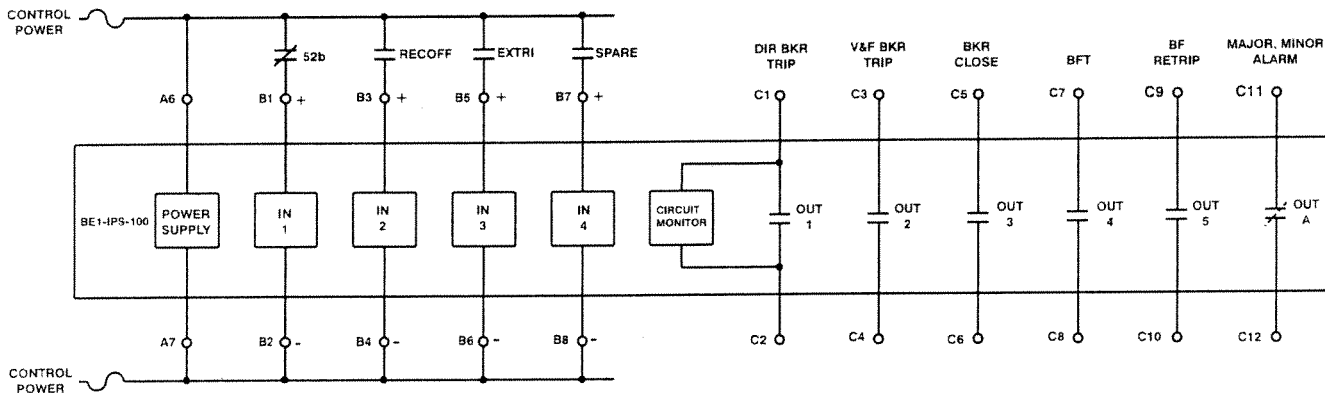 CONTROL
POWER
52b
RECOFF
EXTRI
SPARE
DIR BKR
TRIP
V&F BKR
TRIP
BKR
CLOSE
BFT
BF
RETRIP
MAJOR, MINOR
ALARM
A6
B1 +
B3 +
B5 +
B7 +
C1
C3
C5
C7
C9
C11
BE1-IPS-100
POWER
SUPPLY
IN
1
IN
2
IN
3
IN
4
CIRCUIT
MONITOR
OUT
1
OUT
2
OUT
3
OUT
4
OUT
5
OUT
A
A7
B2 -
B4 -
B6 -
B8 -
C2
C4
C6
C8
C10
C12
CONTROL
POWER